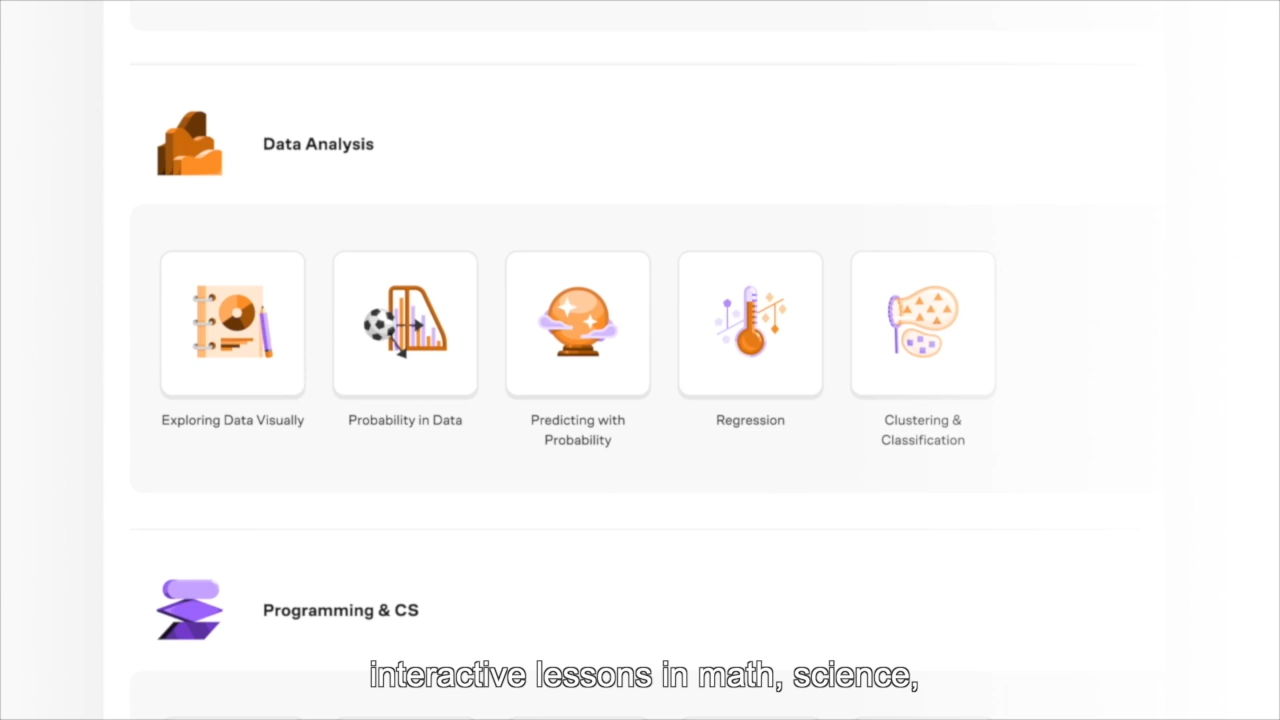 Data Analysis
Exploring Data Visually
Probability in Data
Predicting with
Probability
Regression
Clustering &
Classification
Programming & CS
interactive lessons in math, science,